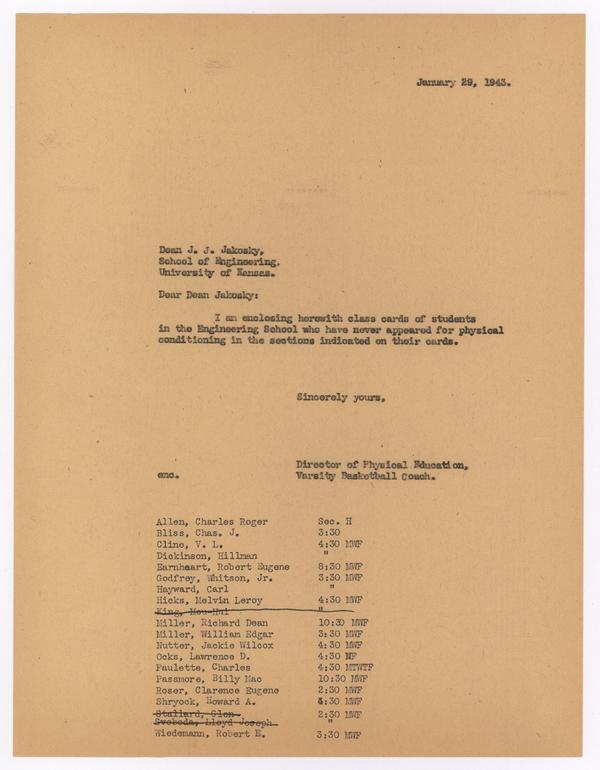 January 29, 1943.
Dean J. J. Jakosky,
School of Engineering,
University of Kansas.
Dear Dean Jakosky:
I am enclosing herewith class cards of students
in the Engineering School who have never appeared for physical
conditioning in the sections indicated on their cards.
Sincerely yours,
Director of Physical Education,
enc. Varsity Basketball Coach.
Allen, Charles Roger Sec. H
Bliss, Chas. J. 3:30
Cline, V. L. 4:30 MWF
Dickinson, Hillman "
Earnheart, Robert Eugene 8:30 MWF
Godfrey, Whitson, Jr. 3:30 MWF
Hayward, Carl "
Hicks, Melvin Leroy 4:30 MWF
King, "
Miller, Richard Dean 10:30 MWF
Miller, William Edgar 3:30 MWF
Nutter, Jackie Wilcox 4:30 MWF
Ocks, Lawrence D. 4:30
Paulette, Charles 4:30 MTWTF
Passmore, Billy Mac 10:30 MWF
Roser, Clarence Eugene 2:30 MWF
Shryock, Howard A. 4:30 MWF
Stallard, Glen 2:30 MWF
Svoboda, Lloyd Joseph "
Wiedemann, Robert E. 3:30 MWF